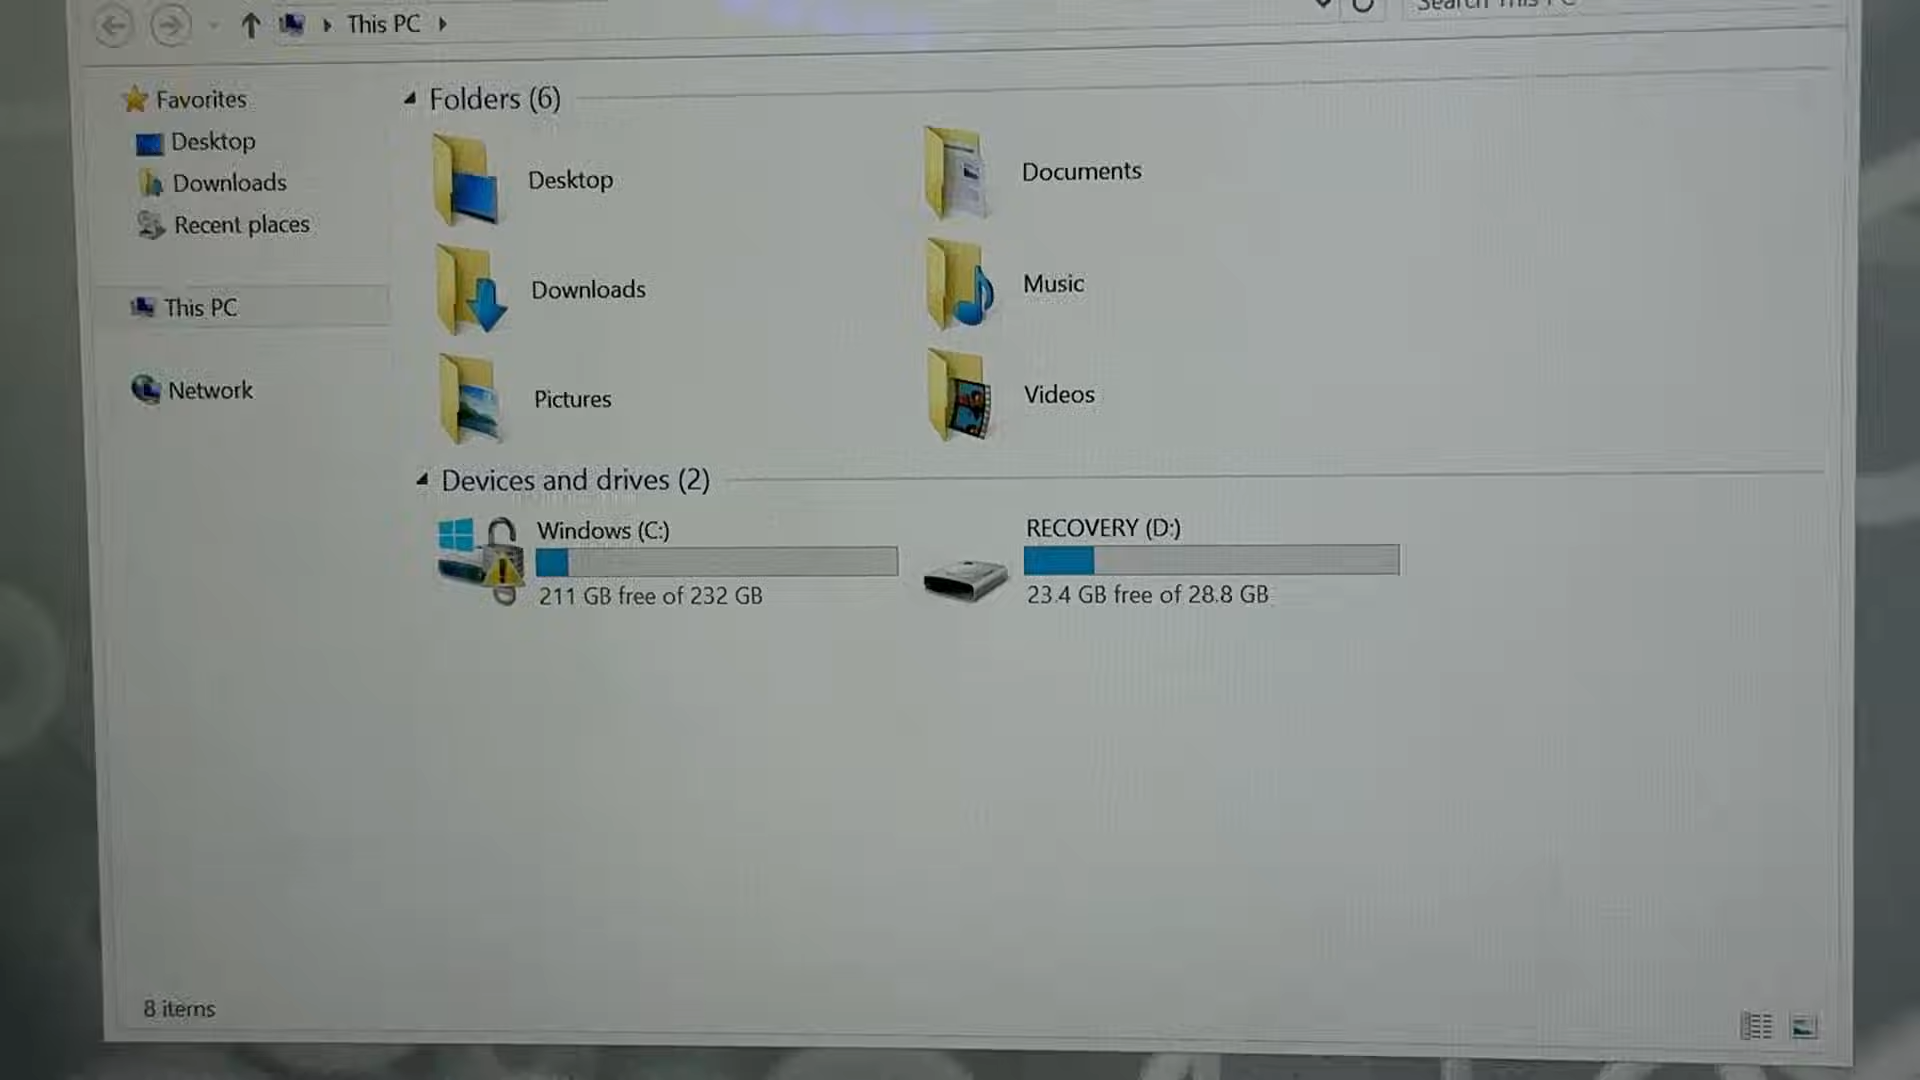 This PC
Search This PC
Favorites
Desktop
Downloads
Recent places
This PC
Network
Folders (6)
Desktop
Documents
Downloads
Music
Pictures
Videos
Devices and drives (2)
Windows (C:)
211 GB free of 232 GB
RECOVERY (D:)
23.4 GB free of 28.8 GB
8 items